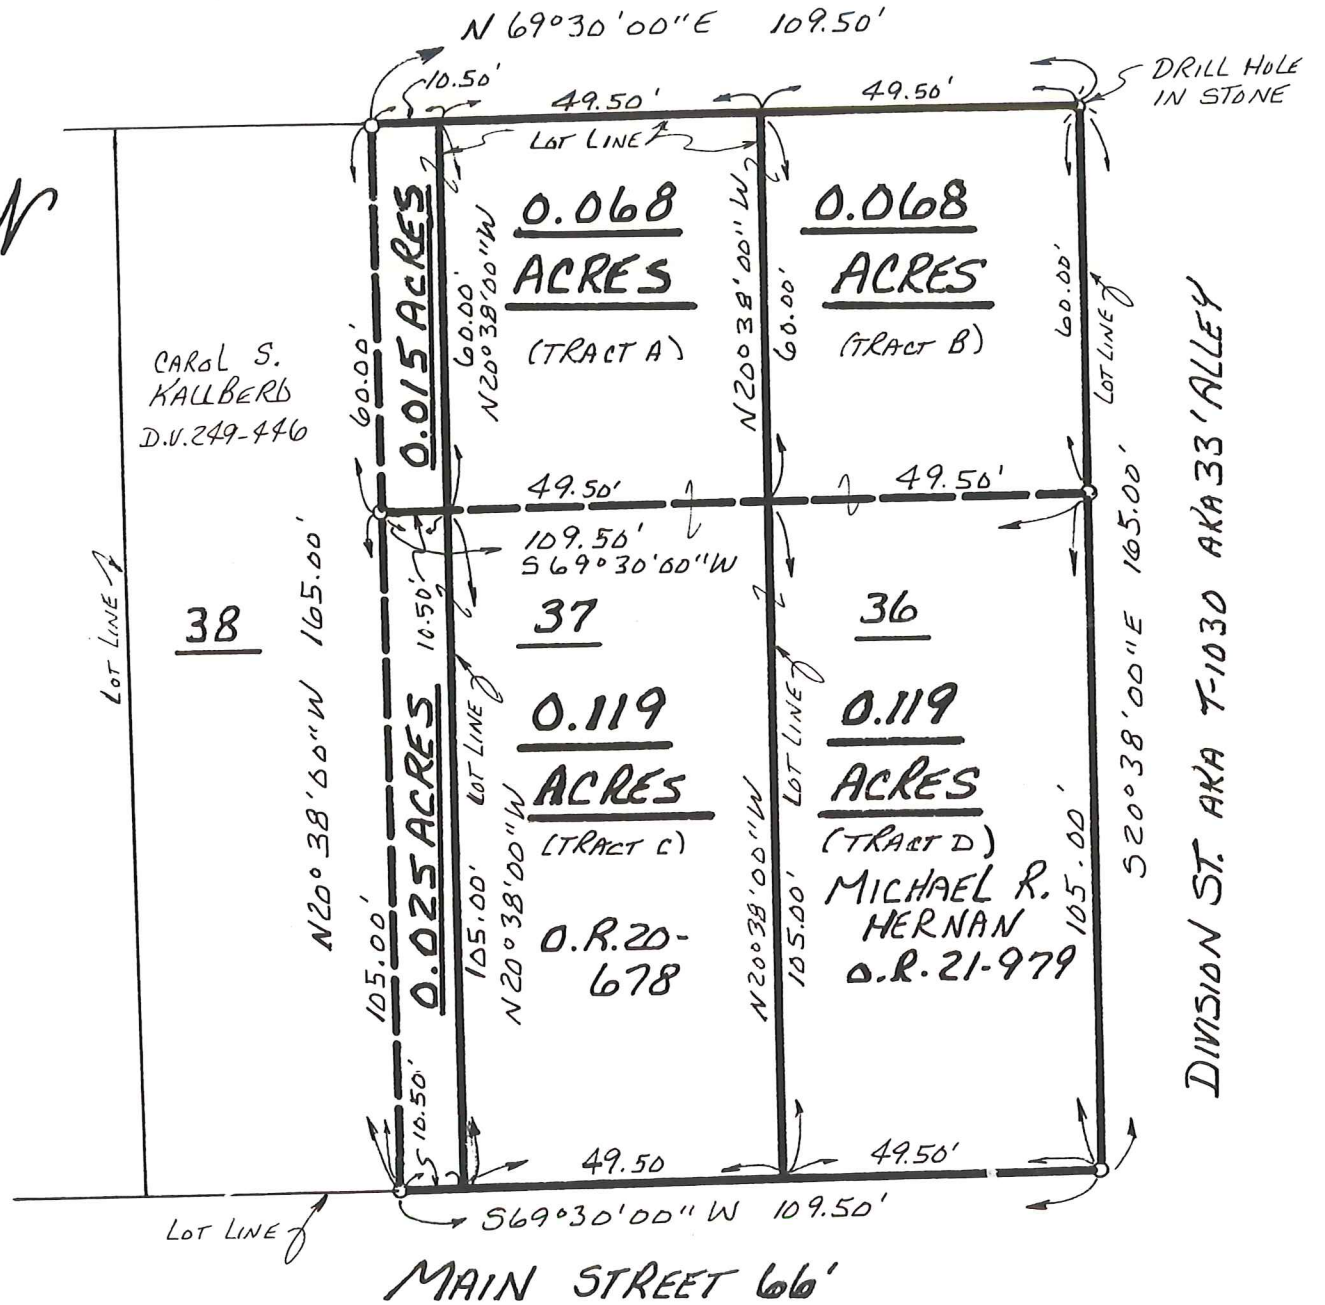 N 69°30'00"E 109.50'
DRILL HOLE
IN STONE
10.50'
49.50'
49.50'
LOT LINE
N
0.015 ACRES
60.00'
60.00'
N20°38'00"W
0.068
ACRES
(TRACT A)
N20°38'00"W
60.00'
0.068
ACRES
(TRACT B)
60.00'
LOT LINE
CAROL S.
KALLBERG
D.V.249-446
49.50'
49.50'
109.50'
S69°30'00"W
10.50'
LOT LINE
38
N20°38'00"W 165.00'
37
36
S20°38'00"E 165.00'
DIVISION ST. AKA T-1030 AKA 33' ALLEY
0.025 ACRES
105.00'
LOT LINE
105.00'
N20°38'00"W
0.119
ACRES
(TRACT C)
O.R.20-
678
LOT LINE
N20°38'00"W
105.00'
0.119
ACRES
(TRACT D)
MICHAEL R.
HERNAN
O.R.21-979
105.00'
10.50'
49.50
49.50'
S69°30'00"W 109.50'
LOT LINE
MAIN STREET 66'